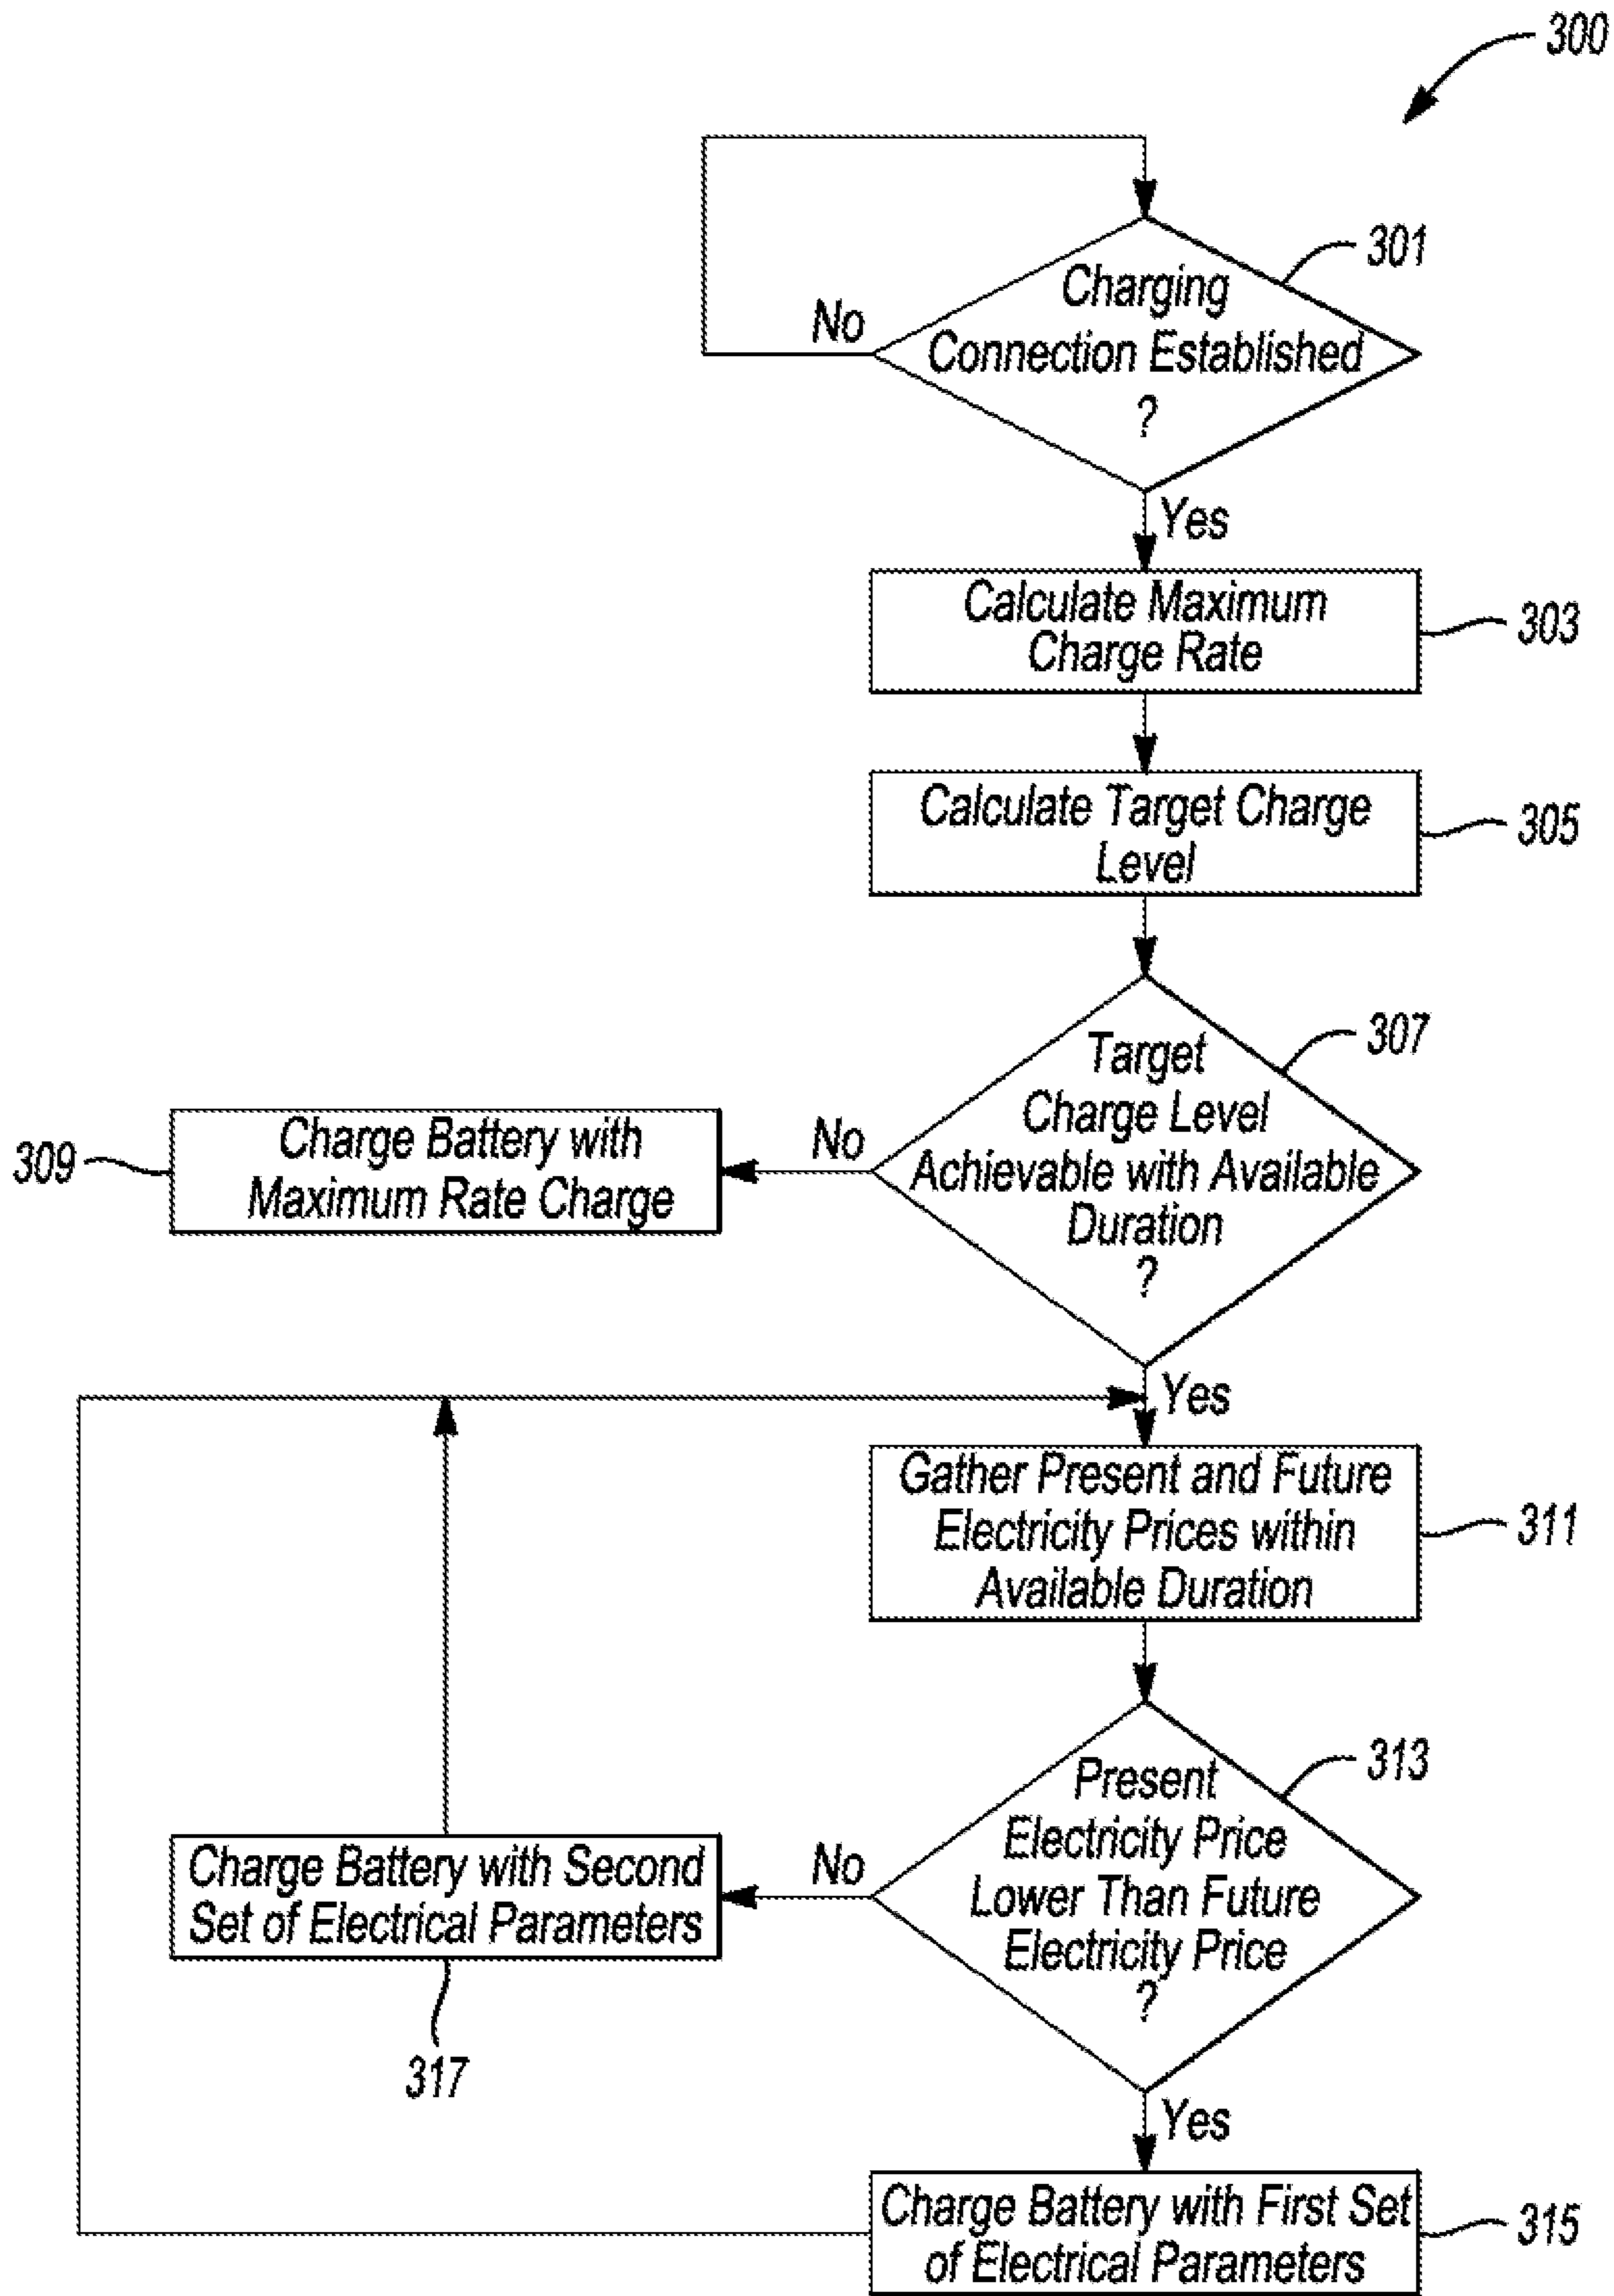 300
301
Charging
Connection Established
?
No
Yes
Calculate Maximum
Charge Rate
303
Calculate Target Charge
Level
305
307
Target
Charge Level
Achievable with Available
Duration
?
No
309
Charge Battery with
Maximum Rate Charge
Yes
Gather Present and Future
Electricity Prices within
Available Duration
311
313
Present
Electricity Price
Lower Than Future
Electricity Price
?
No
Charge Battery with Second
Set of Electrical Parameters
317
Yes
Charge Battery with First Set
of Electrical Parameters
315